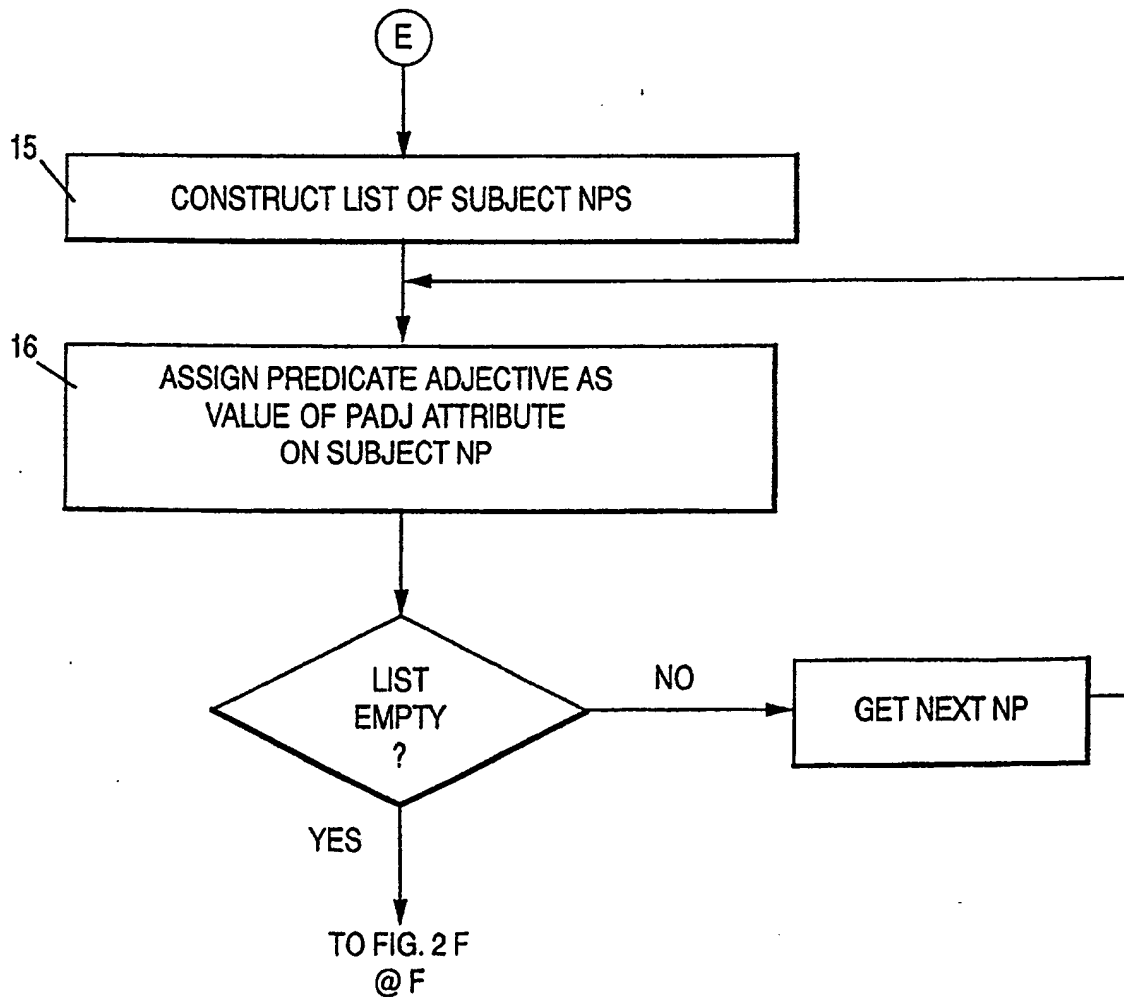 E
15
CONSTRUCT LIST OF SUBJECT NPS
16
ASSIGN PREDICATE ADJECTIVE AS
VALUE OF PADJ ATTRIBUTE
ON SUBJECT NP
LIST
EMPTY
?
NO
GET NEXT NP
YES
TO FIG. 2 F
@ F